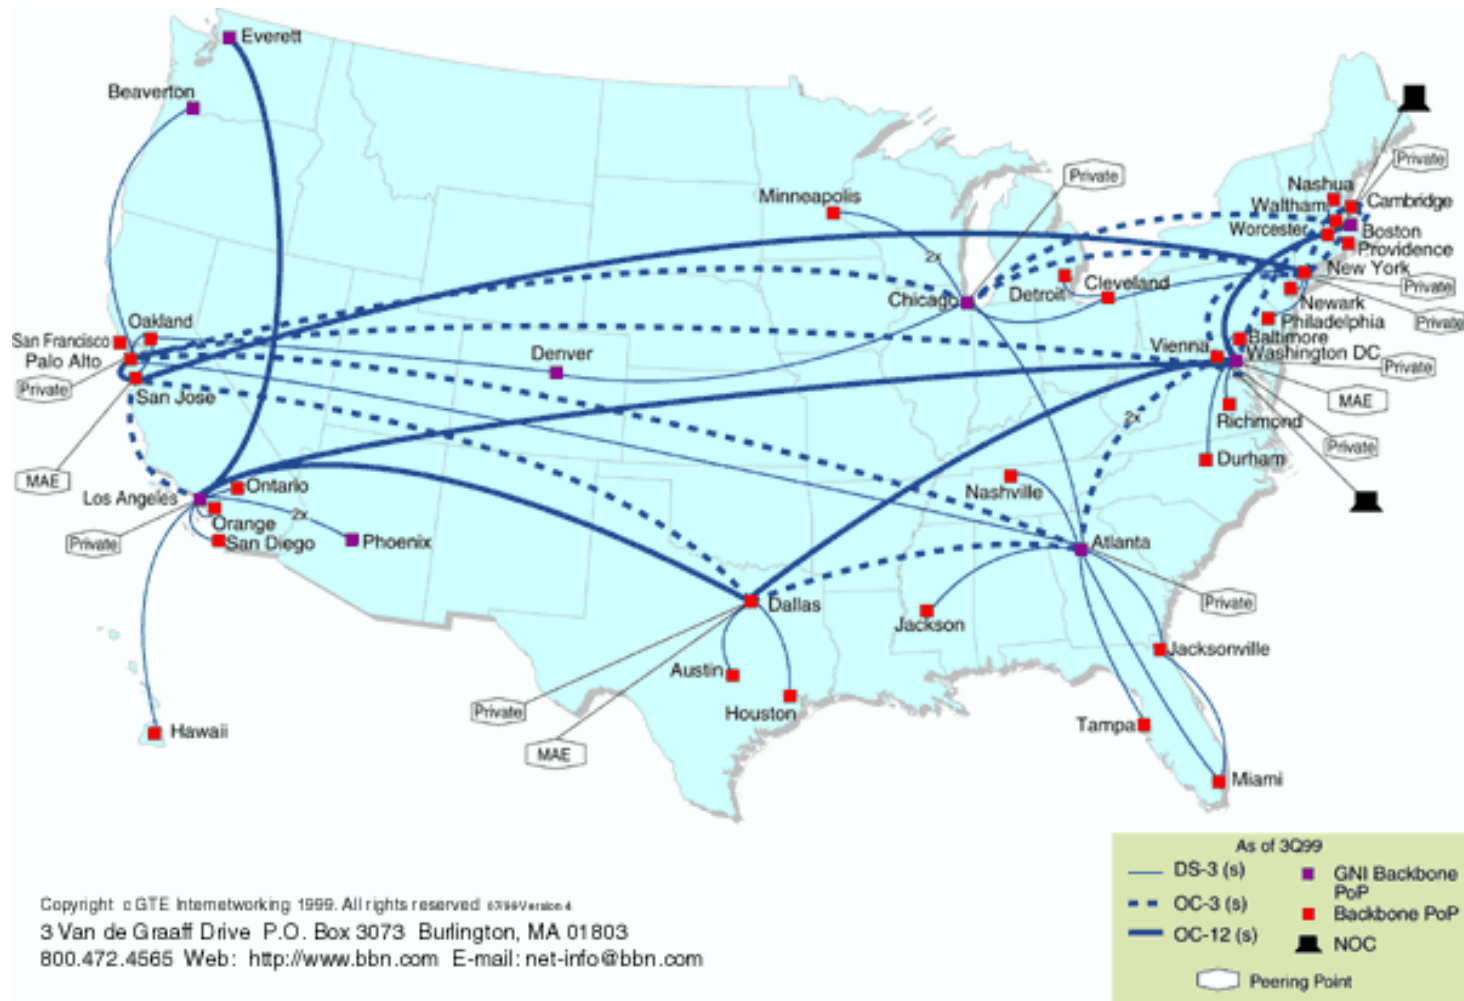 Everett
Beaverton
Private
Minneapolis
Nashua
Waltham
Cambridge
Worcester
Boston
Providence
2x
New York
Chicago
Detroit
Cleveland
Private
Newark
Private
Philadelphia
San Francisco
Oakland
Palo Alto
Denver
Vienna
Baltimore
Washington DC
Private
Private
San Jose
MAE
2x
Richmond
Private
Durham
MAE
Los Angeles
Ontario
Nashville
Orange
2x
San Diego
Phoenix
Private
Atlanta
Private
Dallas
Jackson
Jacksonville
Austin
Private
Houston
Hawaii
MAE
Tampa
Miami
Private
As of 3Q99
DS-3 (s)
GNI Backbone
PoP
OC-3 (s)
Backbone PoP
OC-12 (s)
NOC
Peering Point
Copyright c GTE Internetworking 1999. All rights reserved
3 Van de Graaff Drive P.O. Box 3073 Burlington, MA 01803
800.472.4565 Web: http://www.bbn.com E-mail: net-info@bbn.com